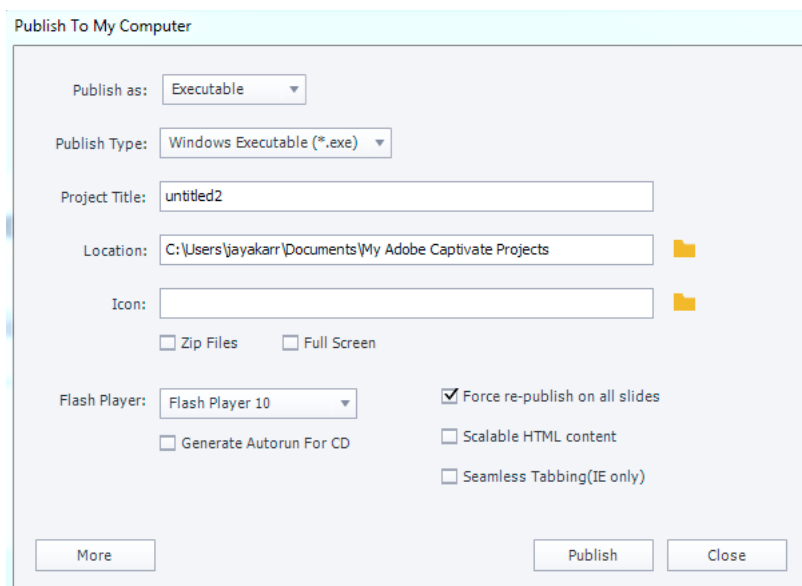 Publish To My Computer
Publish as: Executable
Publish Type: Windows Executable (*.exe)
Project Title: untitled2
Location: C:\Users\jayakarr\Documents\My Adobe Captivate Projects
Icon:
Zip Files Full Screen
Flash Player: Flash Player 10
Force re-publish on all slides
Generate Autorun For CD
Scalable HTML content
Seamless Tabbing(IE only)
More Publish Close